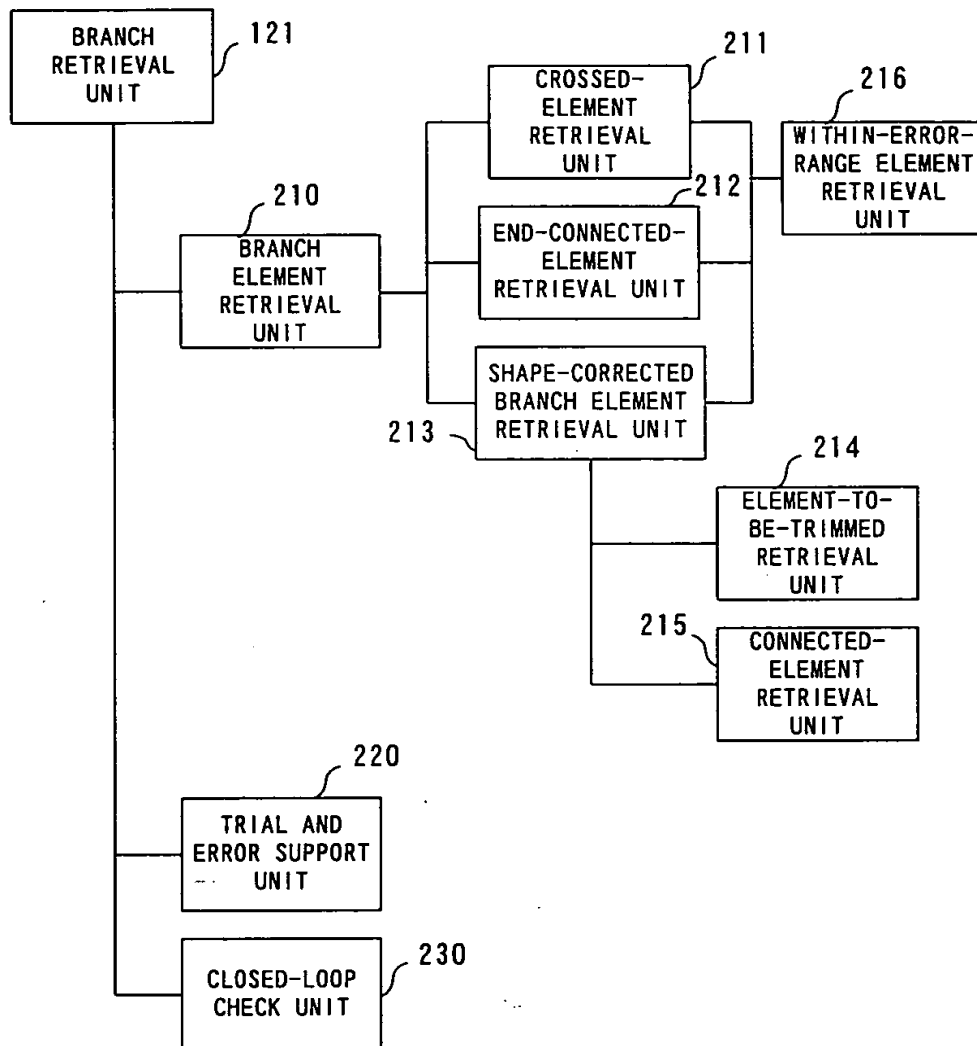 BRANCH
RETRIEVAL
UNIT
121
211
CROSSED-
ELEMENT
RETRIEVAL
UNIT
216
WITHIN-ERROR-
RANGE ELEMENT
RETRIEVAL
UNIT
210
BRANCH
ELEMENT
RETRIEVAL
UNIT
212
END-CONNECTED-
ELEMENT
RETRIEVAL UNIT
SHAPE-CORRECTED
BRANCH ELEMENT
RETRIEVAL UNIT
213
214
ELEMENT-TO-
BE-TRIMMED
RETRIEVAL
UNIT
215
CONNECTED-
ELEMENT
RETRIEVAL
UNIT
220
TRIAL AND
ERROR SUPPORT
UNIT
230
CLOSED-LOOP
CHECK UNIT